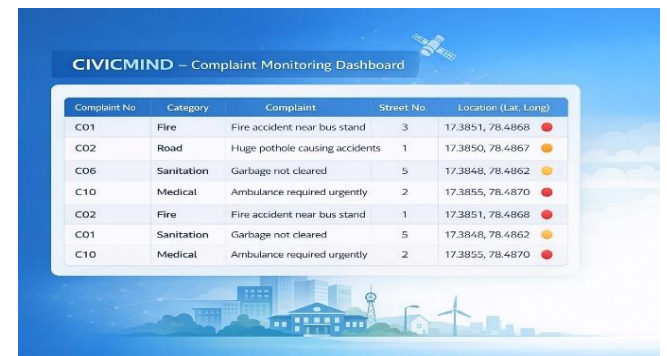 CIVICMIND – Complaint Monitoring Dashboard
Complaint No Category Complaint Street No. Location (Lat, Long)
C01 Fire Fire accident near bus stand 3 17.3851, 78.4868
C02 Road Huge pothole causing accidents 1 17.3850, 78.4867
C06 Sanitation Garbage not cleared 5 17.3848, 78.4862
C10 Medical Ambulance required urgently 2 17.3855, 78.4870
C02 Fire Fire accident near bus stand 1 17.3851, 78.4868
C01 Sanitation Garbage not cleared 5 17.3848, 78.4862
C10 Medical Ambulance required urgently 2 17.3855, 78.4870